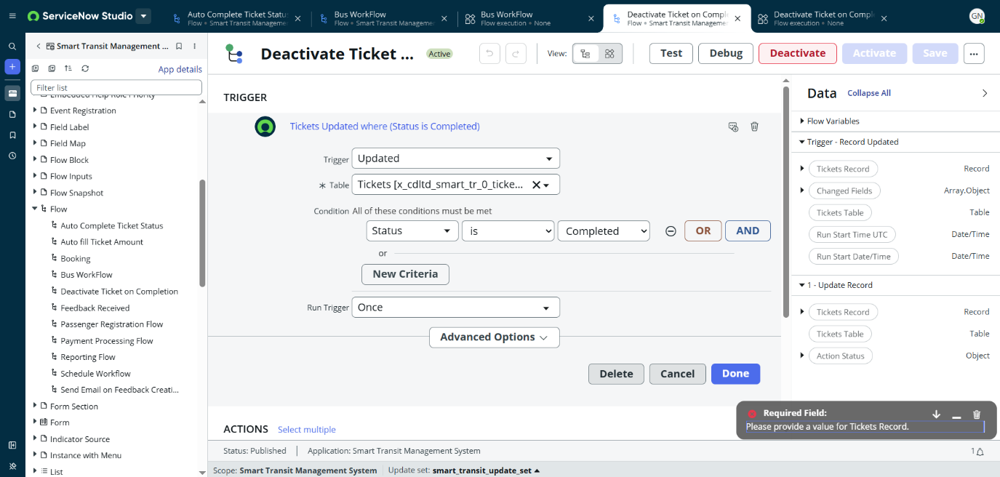 ServiceNow Studio
Auto Complete Ticket Status
Flow • Smart Transit Management
Bus WorkFlow
Flow • Smart Transit Management
Bus WorkFlow
Flow execution • None
Deactivate Ticket on Comple
Flow • Smart Transit Management
Deactivate Ticket on Compl
Flow execution • None
GN
Smart Transit Management ...
App details
Filter list
Embedded Help Role Priority
Event Registration
Field Label
Field Map
Flow Block
Flow Inputs
Flow Snapshot
Flow
Auto Complete Ticket Status
Auto fill Ticket Amount
Booking
Bus WorkFlow
Deactivate Ticket on Completion
Feedback Received
Passenger Registration Flow
Payment Processing Flow
Reporting Flow
Schedule Workflow
Send Email on Feedback Creati...
Form Section
Form
Indicator Source
Instance with Menu
List
Deactivate Ticket ...
Active
View:
Test
Debug
Deactivate
Activate
Save
...
TRIGGER
Tickets Updated where (Status is Completed)
Trigger Updated
* Table Tickets [x_cdltd_smart_tr_0_ticke...
Condition All of these conditions must be met
Status is Completed OR AND
or
New Criteria
Run Trigger Once
Advanced Options
Delete Cancel Done
ACTIONS Select multiple
Status: Published | Application: Smart Transit Management System
Scope: Smart Transit Management System Update set: smart_transit_update_set
Data Collapse All
Flow Variables
Trigger - Record Updated
Tickets Record Record
Changed Fields Array.Object
Tickets Table Table
Run Start Time UTC Date/Time
Run Start Date/Time Date/Time
1 - Update Record
Tickets Record Record
Tickets Table Table
Action Status Object
Required Field:
Please provide a value for Tickets Record.
1